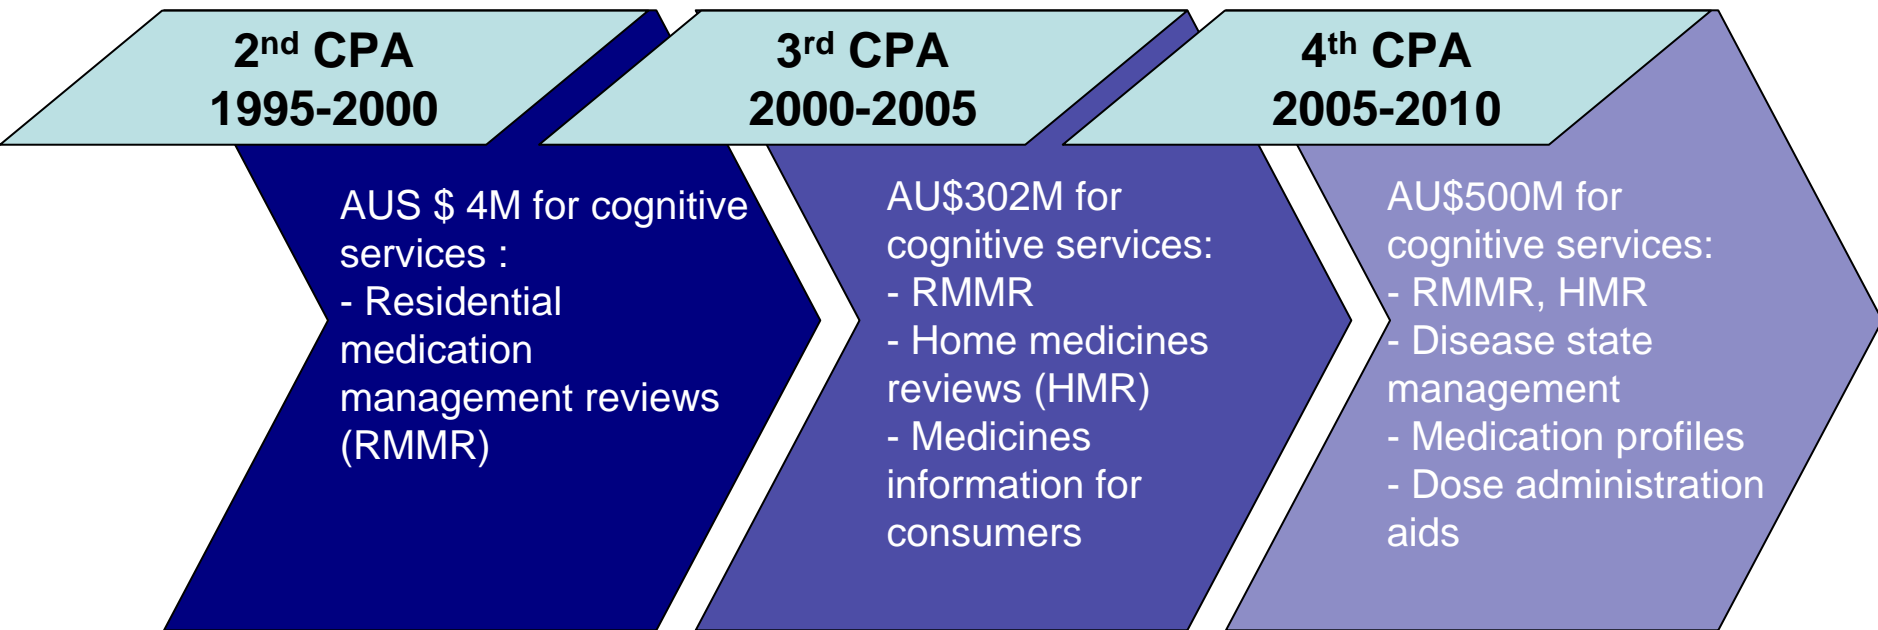 2nd CPA
1995-2000
AUS $ 4M for cognitive
services :
- Residential
medication
management reviews
(RMMR)
3rd CPA
2000-2005
AU$302M for
cognitive services:
- RMMR
- Home medicines
reviews (HMR)
- Medicines
information for
consumers
4th CPA
2005-2010
AU$500M for
cognitive services:
- RMMR, HMR
- Disease state
management
- Medication profiles
- Dose administration
aids